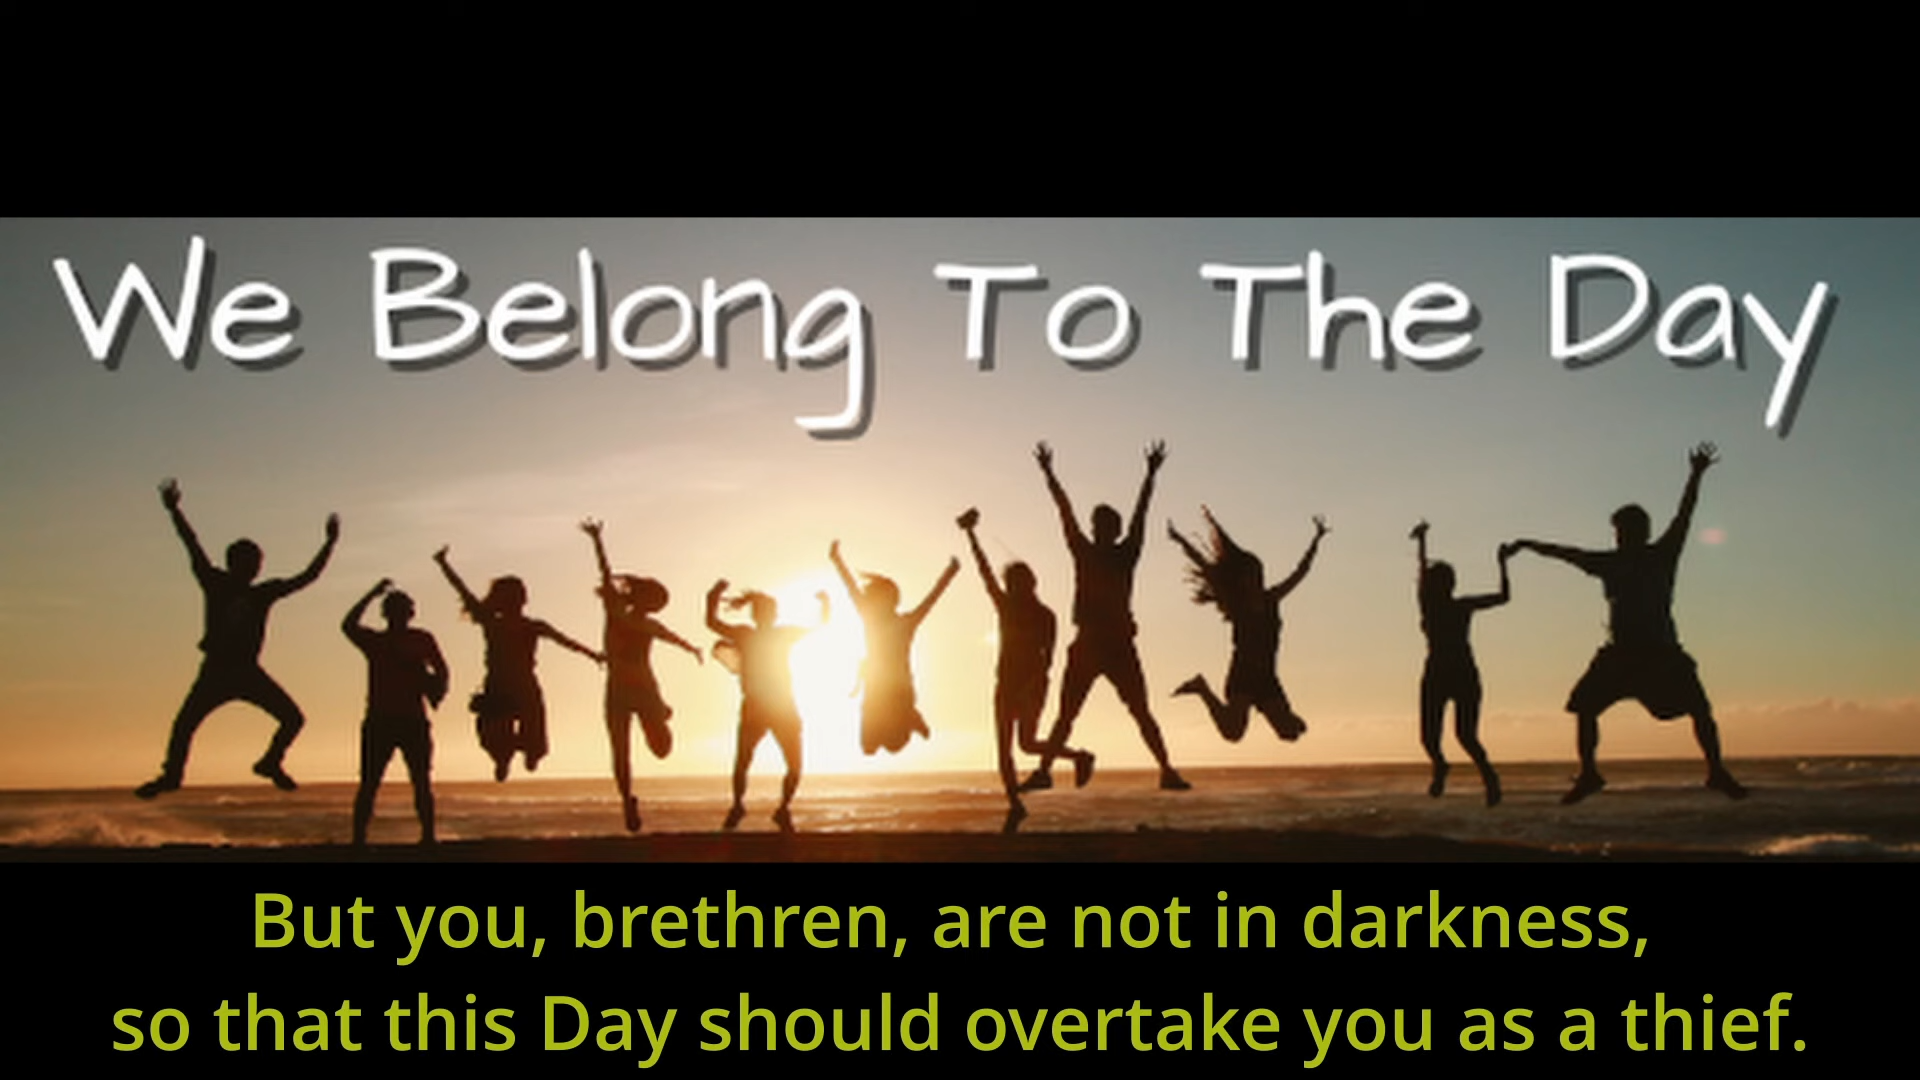 We Belong To The Day
But you, brethren, are not in darkness,
so that this Day should overtake you as a thief.